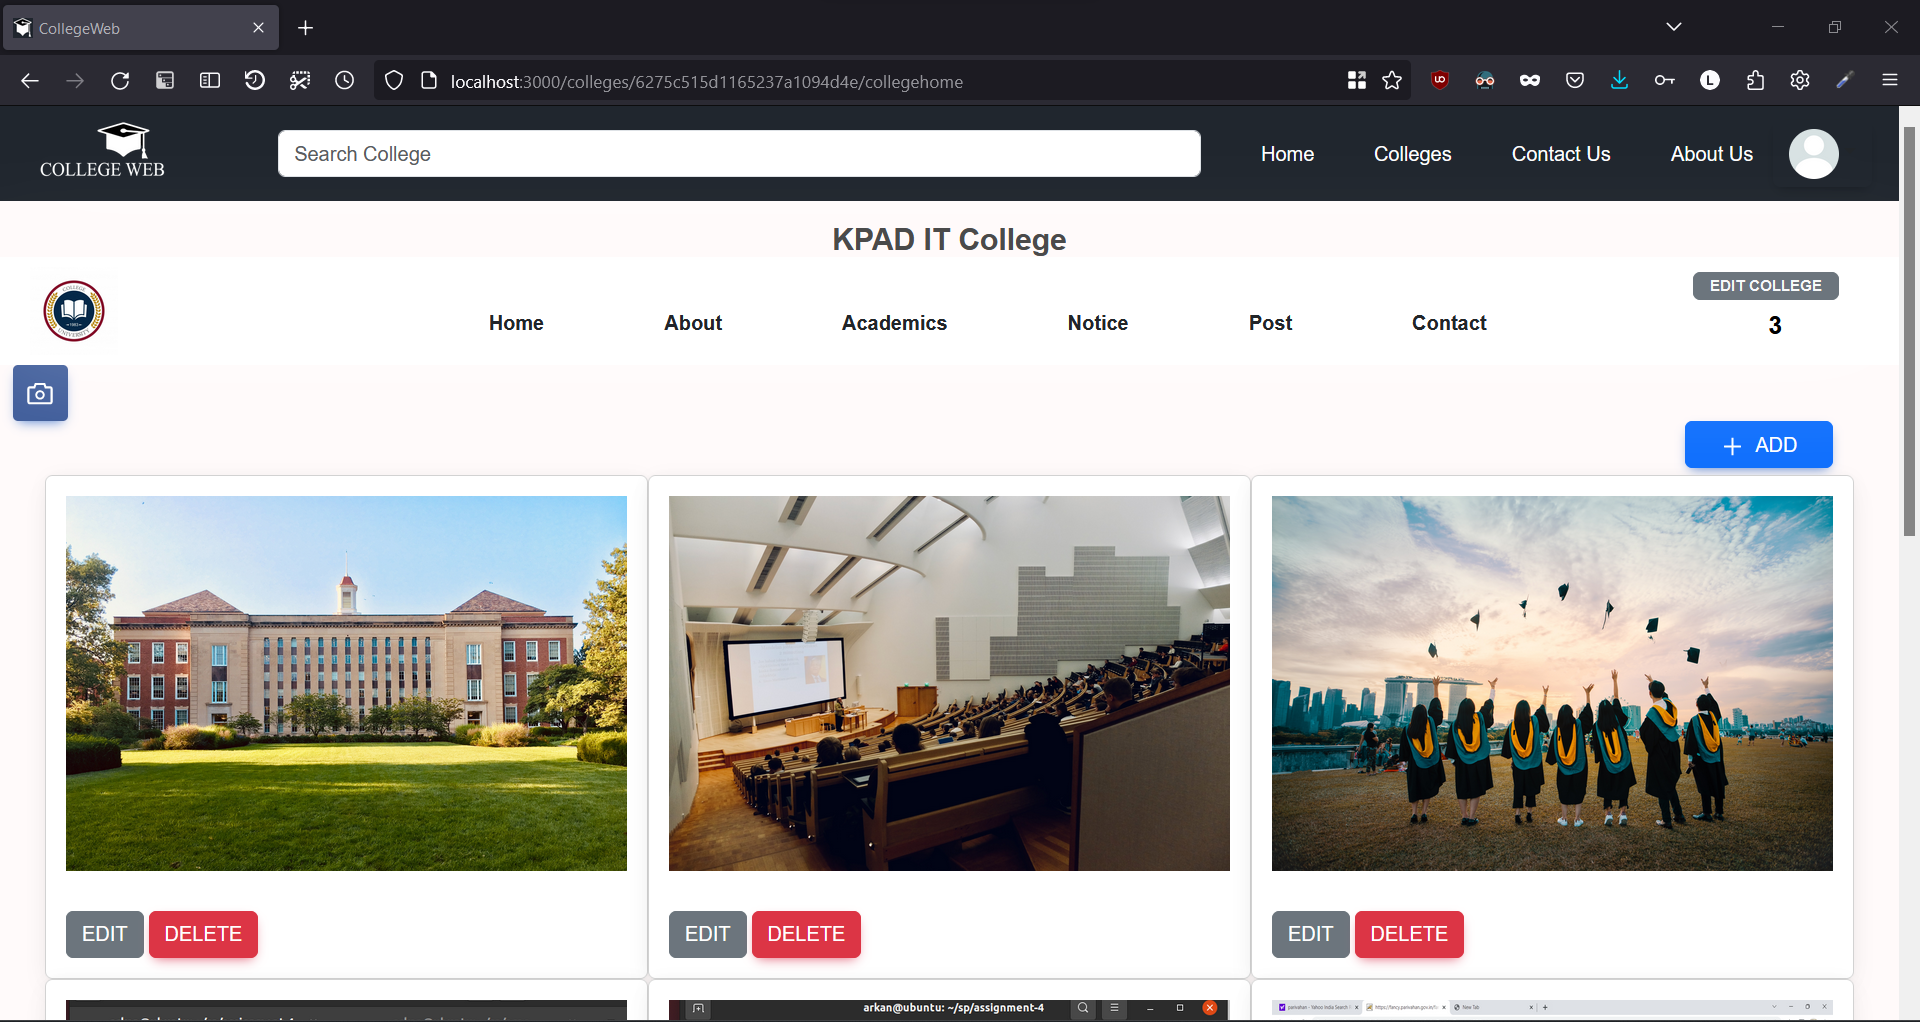 CollegeWeb
localhost:3000/colleges/6275c515d1165237a1094d4e/collegehome
COLLEGE WEB
Search College
Home
Colleges
Contact Us
About Us
KPAD IT College
EDIT COLLEGE
Home
About
Academics
Notice
Post
Contact
3
+ ADD
EDIT
DELETE
EDIT
DELETE
EDIT
DELETE
arkan@ubuntu: ~/sp/assignment-4
New Tab